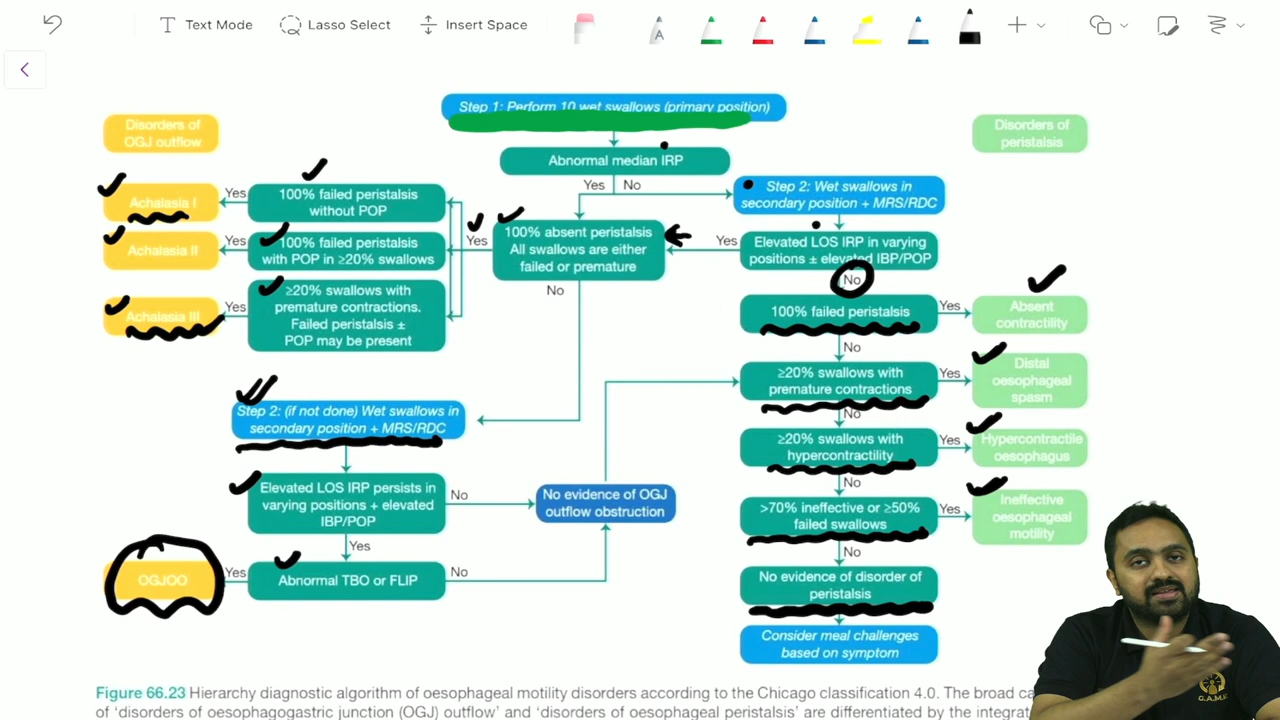 Text Mode
Lasso Select
Insert Space
A
Step 1: Perform 10 wet swallows (primary position)
Disorders of
OGJ outflow
Disorders of
peristalsis
Abnormal median IRP
Yes
No
Step 2: Wet swallows in
secondary position + MRS/RDC
Yes
100% failed peristalsis
without POP
Achalasia I
100% absent peristalsis
All swallows are either
failed or premature
Yes
Yes
Elevated LOS IRP in varying
positions ± elevated IBP/POP
Yes
100% failed peristalsis
with POP in ≥20% swallows
Achalasia II
No
No
Yes
≥20% swallows with
premature contractions.
Failed peristalsis ±
POP may be present
Achalasia III
100% failed peristalsis
Yes
Absent
contractility
No
≥20% swallows with
premature contractions
Yes
Distal
oesophageal
spasm
No
Step 2: (if not done) Wet swallows in
secondary position + MRS/RDC
≥20% swallows with
hypercontractility
Yes
Hypercontractile
oesophagus
No
Elevated LOS IRP persists in
varying positions + elevated
IBP/POP
No
No evidence of OGJ
outflow obstruction
>70% ineffective or ≥50%
failed swallows
Yes
Ineffective
oesophageal
motility
Yes
No
OGJOO
Yes
Abnormal TBO or FLIP
No
No evidence of disorder of
peristalsis
Consider meal challenges
based on symptom
G.A.M.E
Figure 66.23 Hierarchy diagnostic algorithm of oesophageal motility disorders according to the Chicago classification 4.0. The broad
of 'disorders of oesophagogastric junction (OGJ) outflow' and 'disorders of oesophageal peristalsis' are differentiated by the